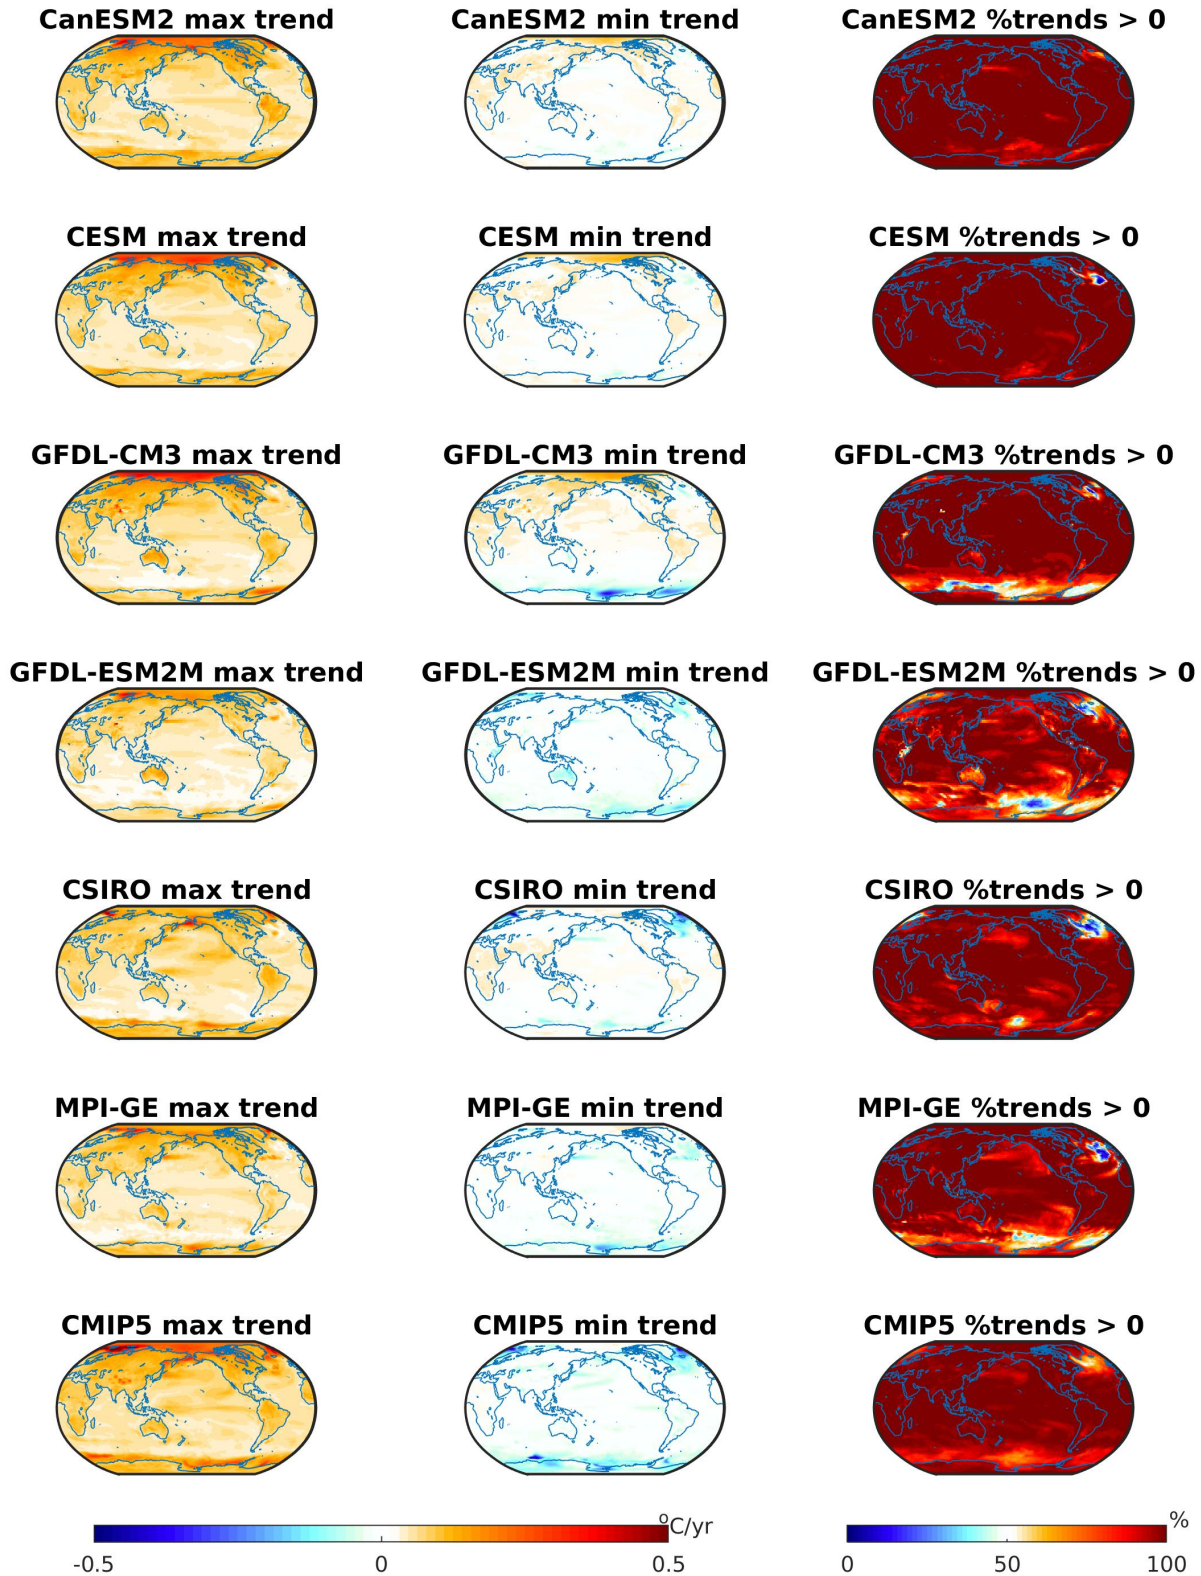 CanESM2 max trend
CanESM2 min trend
CanESM2 %trends > 0
CESM max trend
CESM min trend
CESM %trends > 0
GFDL-CM3 max trend
GFDL-CM3 min trend
GFDL-CM3 %trends > 0
GFDL-ESM2M max trend
GFDL-ESM2M min trend
GFDL-ESM2M %trends > 0
CSIRO max trend
CSIRO min trend
CSIRO %trends > 0
MPI-GE max trend
MPI-GE min trend
MPI-GE %trends > 0
CMIP5 max trend
CMIP5 min trend
CMIP5 %trends > 0
°C/yr
%
-0.5 0 0.5
0 50 100